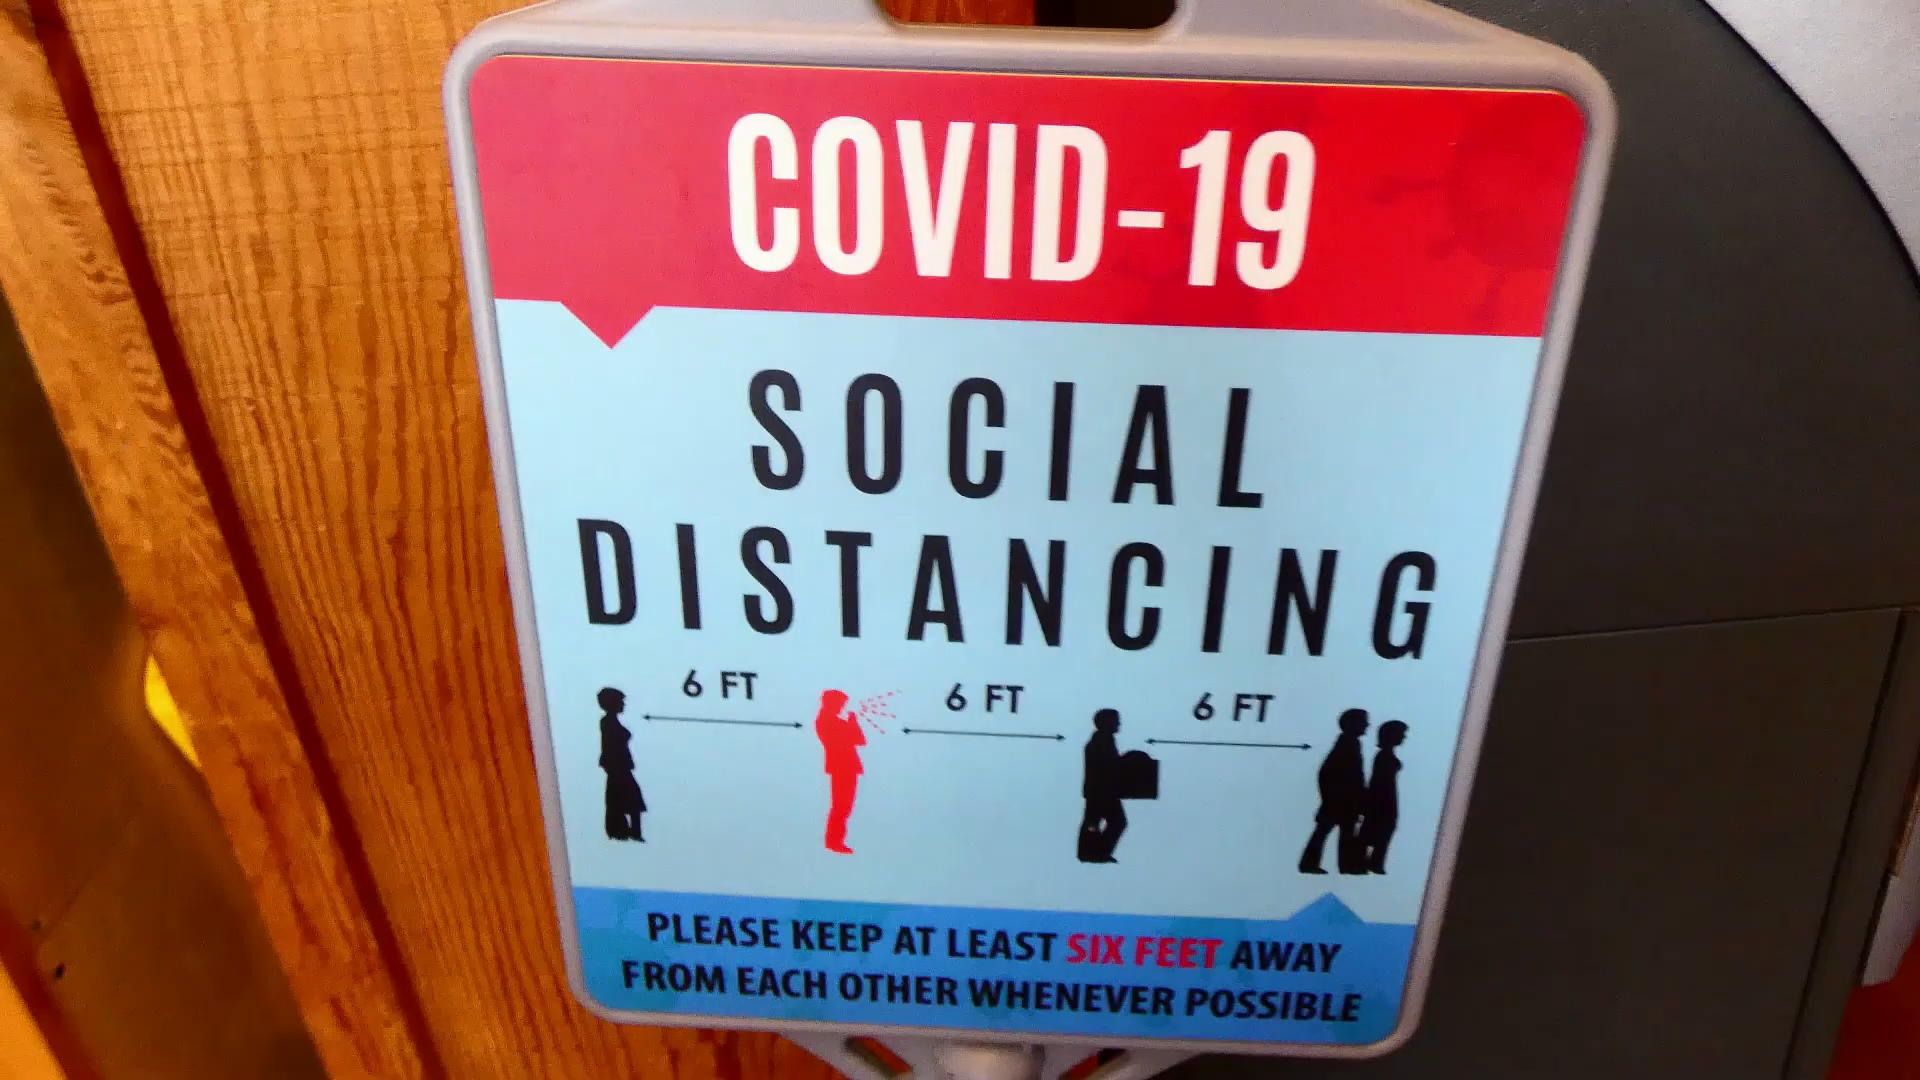 COVID-19
SOCIAL
DISTANCING
6 FT 6 FT 6 FT
PLEASE KEEP AT LEAST SIX FEET AWAY
FROM EACH OTHER WHENEVER POSSIBLE